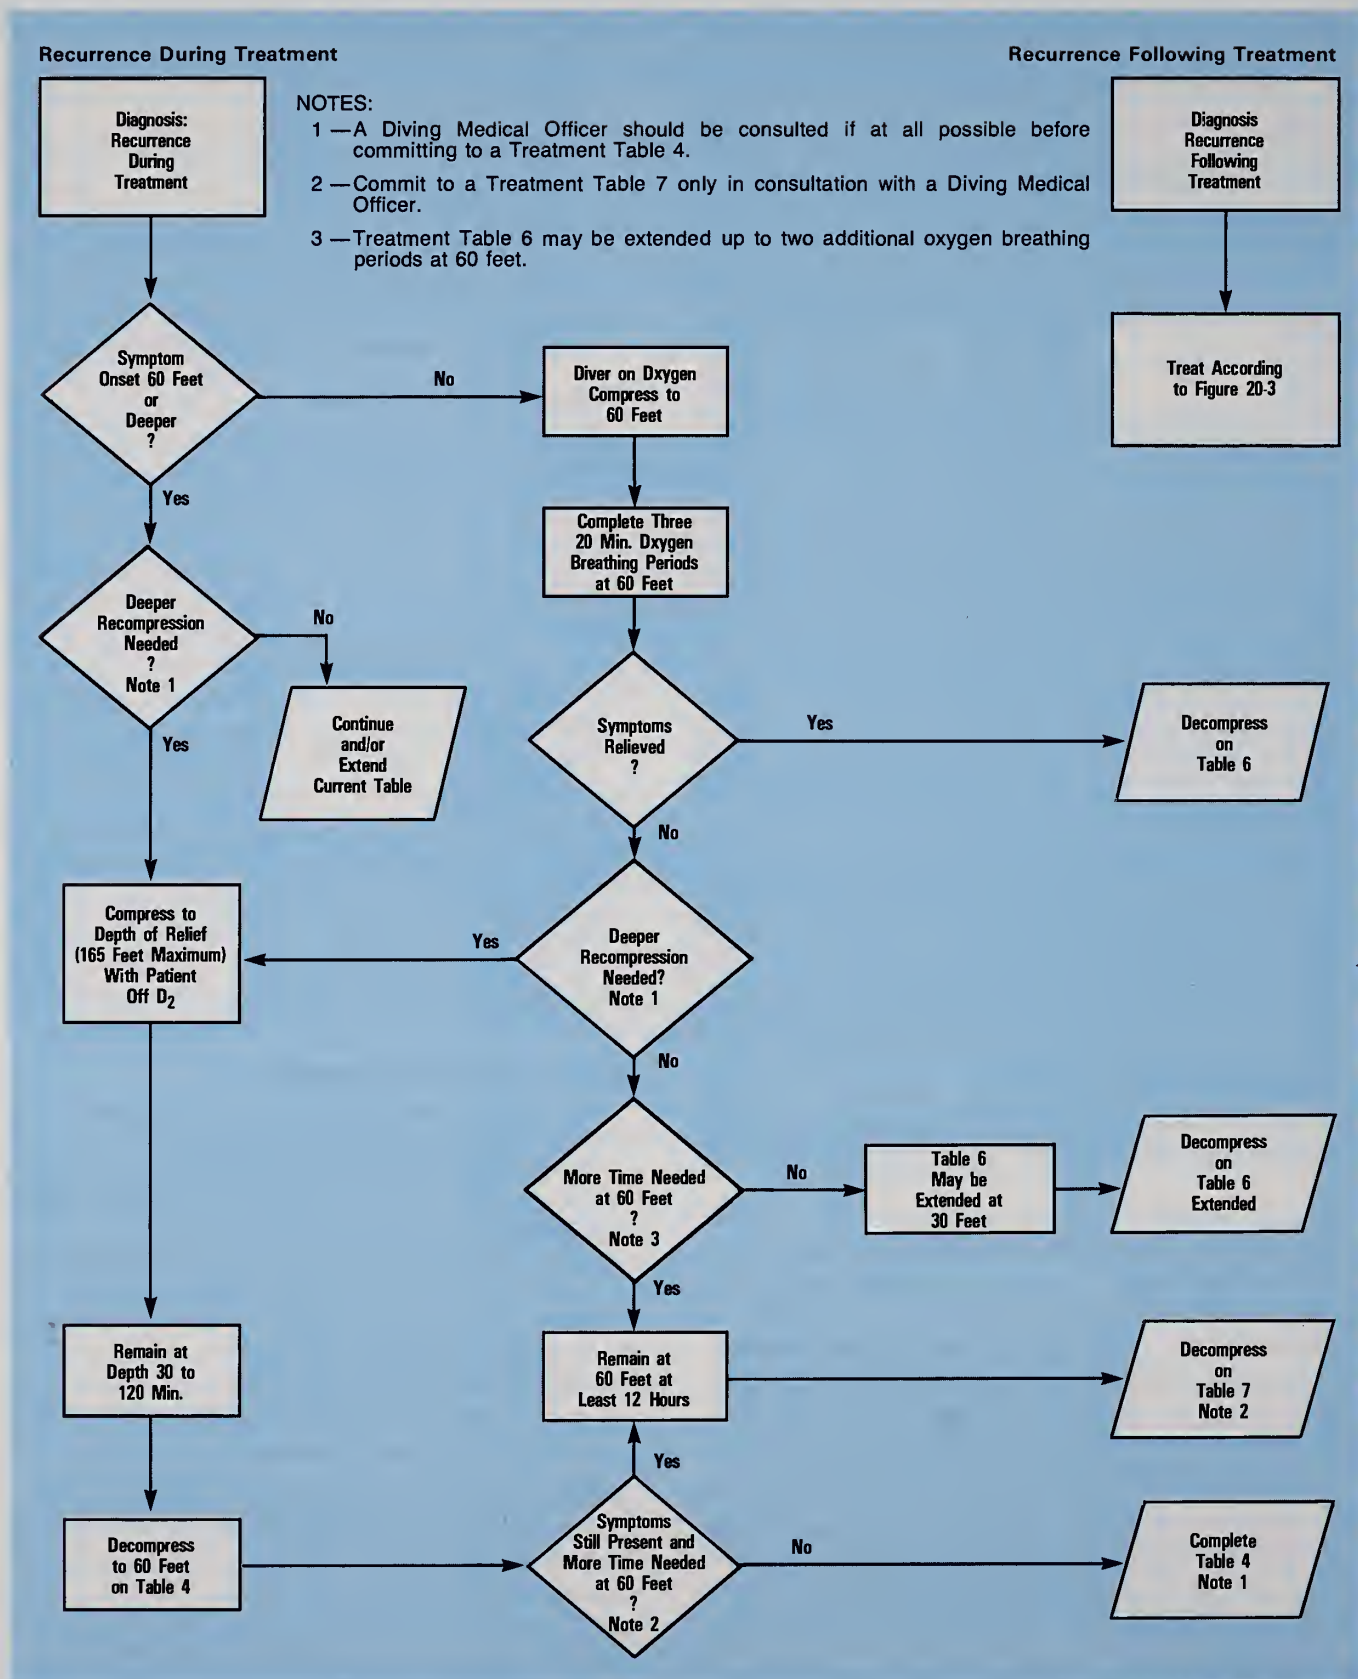 Recurrence During Treatment
Recurrence Following Treatment
Diagnosis:
Recurrence
During
Treatment
NOTES:
1 —A Diving Medical Officer should be consulted if at all possible before
committing to a Treatment Table 4.
2 —Commit to a Treatment Table 7 only in consultation with a Diving Medical
Officer.
3 —Treatment Table 6 may be extended up to two additional oxygen breathing
periods at 60 feet.
Diagnosis
Recurrence
Following
Treatment
Treat According
to Figure 20-3
Symptom
Onset 60 Feet
or
Deeper
?
No
Yes
Diver on Dxygen
Compress to
60 Feet
Complete Three
20 Min. Dxygen
Breathing Periods
at 60 Feet
Deeper
Recompression
Needed
?
Note 1
No
Yes
Continue
and/or
Extend
Current Table
Symptoms
Relieved
?
Yes
No
Decompress
on
Table 6
Compress to
Depth of Relief
(165 Feet Maximum)
With Patient
Off D2
Yes
Deeper
Recompression
Needed?
Note 1
No
More Time Needed
at 60 Feet
?
Note 3
No
Yes
Table 6
May be
Extended at
30 Feet
Decompress
on
Table 6
Extended
Remain at
Depth 30 to
120 Min.
Remain at
60 Feet at
Least 12 Hours
Decompress
on
Table 7
Note 2
Yes
Decompress
to 60 Feet
on Table 4
Symptoms
Still Present and
More Time Needed
at 60 Feet
?
Note 2
No
Complete
Table 4
Note 1